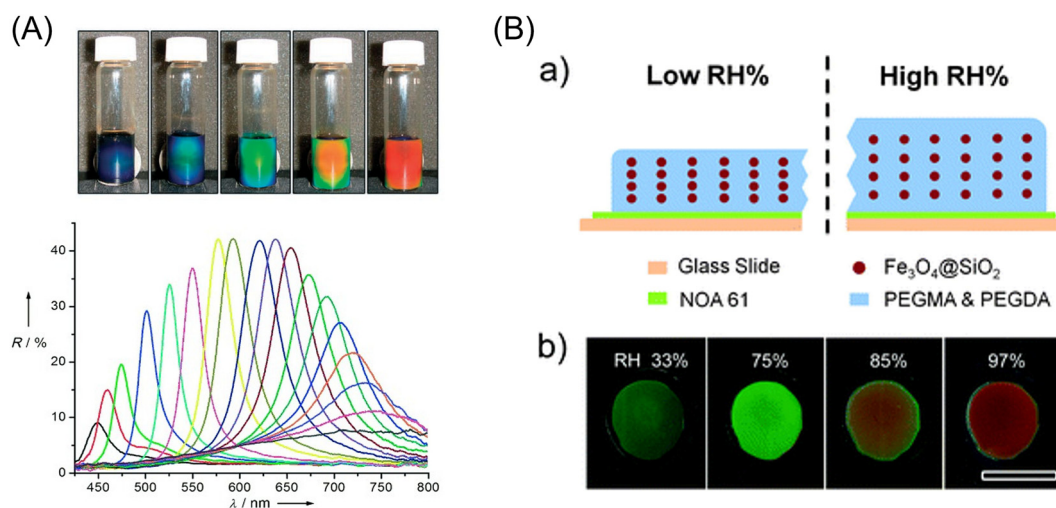 (A)
40
30
20
10
0
R / %
425 450 500 550 600 650 700 750 800
λ / nm
(B)
a)
Low RH%
High RH%
Glass Slide
Fe₃O₄@SiO₂
NOA 61
PEGMA & PEGDA
b)
RH 33%
75%
85%
97%